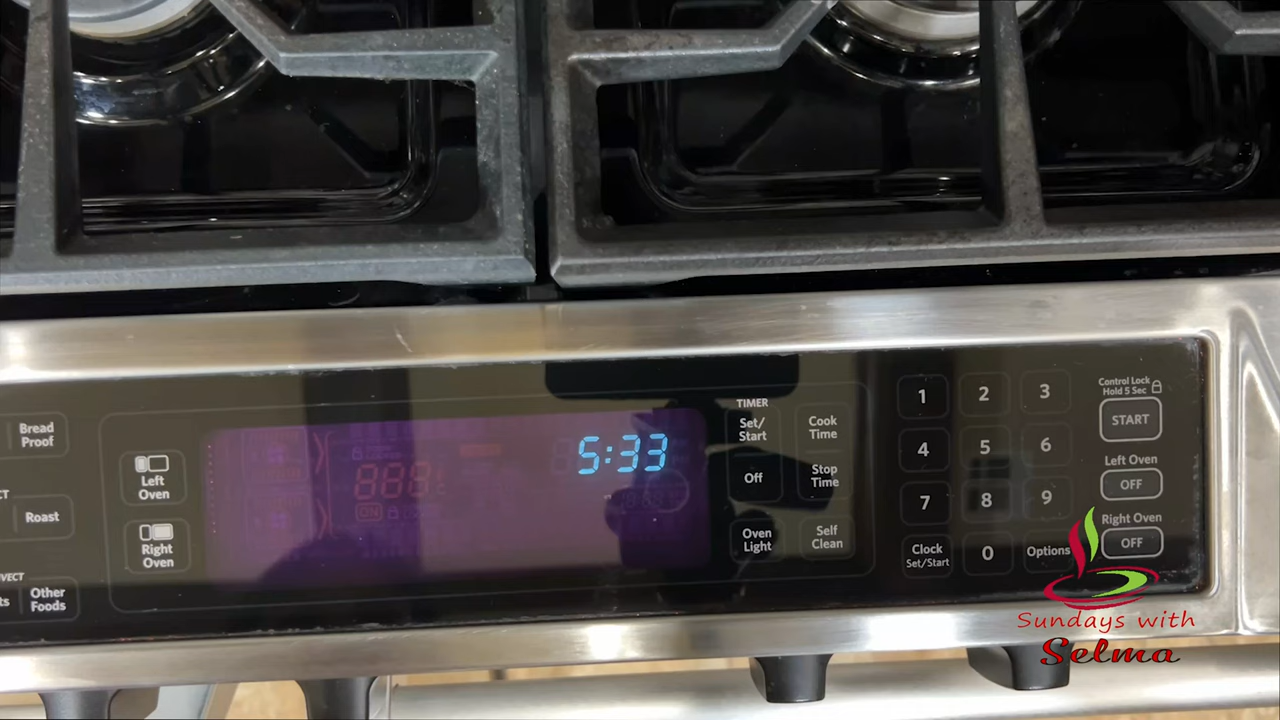 Bread
Proof
Roast
Other
Foods
Left
Oven
Right
Oven
5:33
TIMER
Set/
Start
Off
Oven
Light
Cook
Time
Stop
Time
Self
Clean
1 2 3
4 5 6
7 8 9
Clock
Set/Start
0
Options
Control Lock
Hold 5 Sec
START
Left Oven
OFF
Right Oven
OFF
Sundays with
Selma